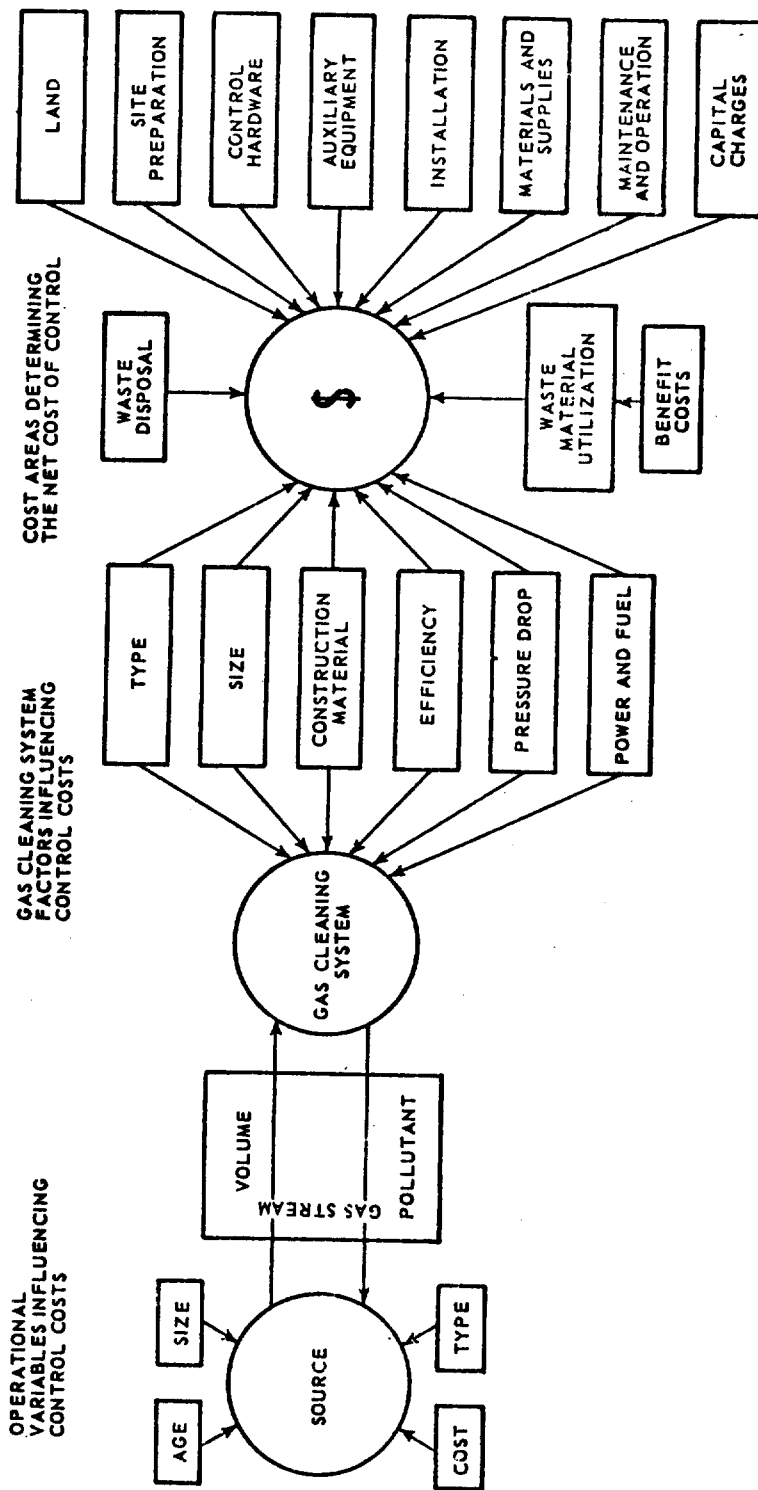 OPERATIONAL
VARIABLES INFLUENCING
CONTROL COSTS
GAS CLEANING SYSTEM
FACTORS INFLUENCING
CONTROL COSTS
COST AREAS DETERMINING
THE NET COST OF CONTROL
AGE
SIZE
SOURCE
COST
TYPE
VOLUME
GAS STREAM
POLLUTANT
GAS CLEANING
SYSTEM
TYPE
SIZE
CONSTRUCTION
MATERIAL
EFFICIENCY
PRESSURE DROP
POWER AND FUEL
WASTE
DISPOSAL
$
WASTE
MATERIAL
UTILIZATION
BENEFIT
COSTS
LAND
SITE
PREPARATION
CONTROL
HARDWARE
AUXILIARY
EQUIPMENT
INSTALLATION
MATERIALS AND
SUPPLIES
MAINTENANCE
AND OPERATION
CAPITAL
CHARGES